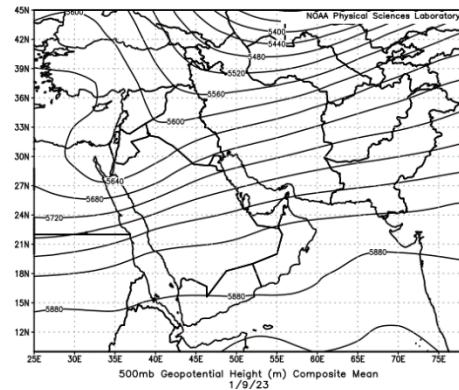 NOAA Physical Sciences Laboratory
45N
5600
5400
5440
42N
5480
5520
39N
5560
36N
5600
33N
30N
5640
27N
5680
5720
24N
21N
18N
5880
15N
5880
5880
12N
25E 30E 35E 40E 45E 50E 55E 60E 65E 70E 75E
500mb Geopotential Height (m) Composite Mean
1/9/23